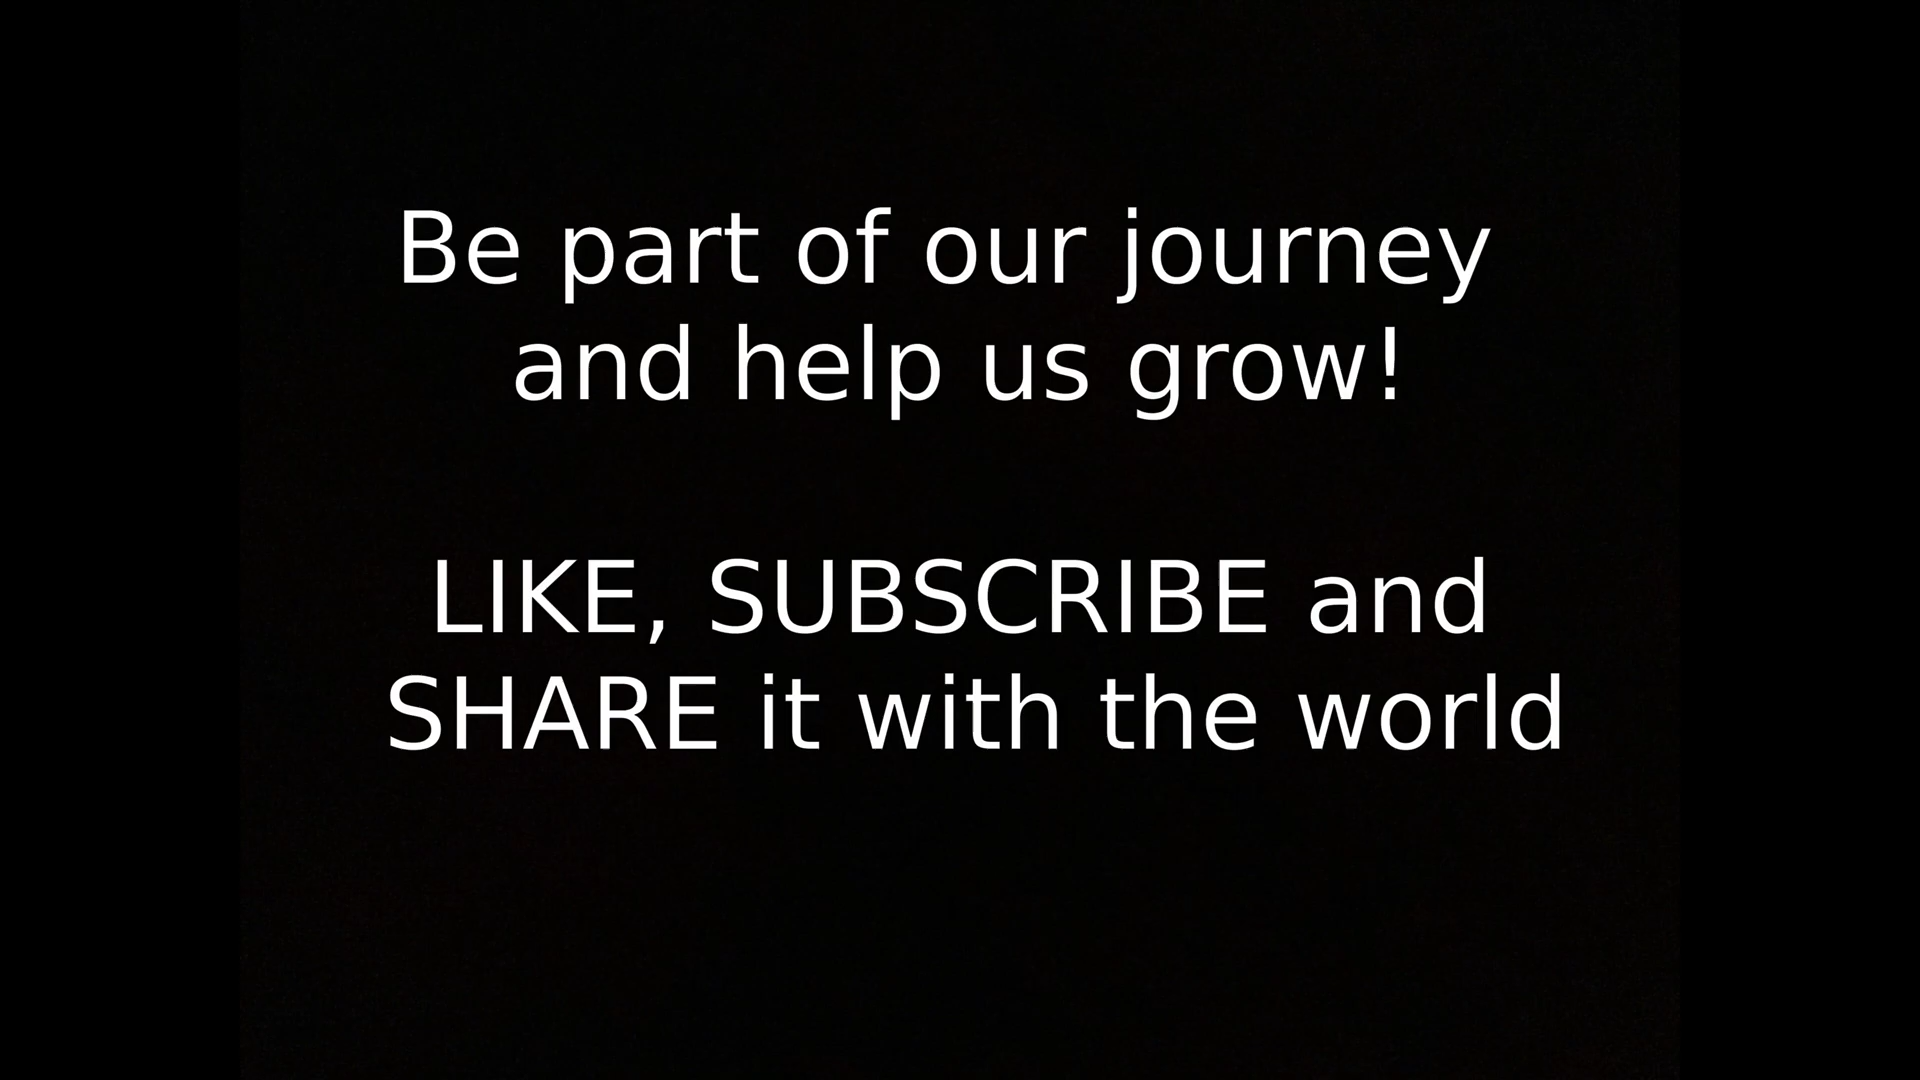 Be part of our journey
and help us grow!
LIKE, SUBSCRIBE and
SHARE it with the world